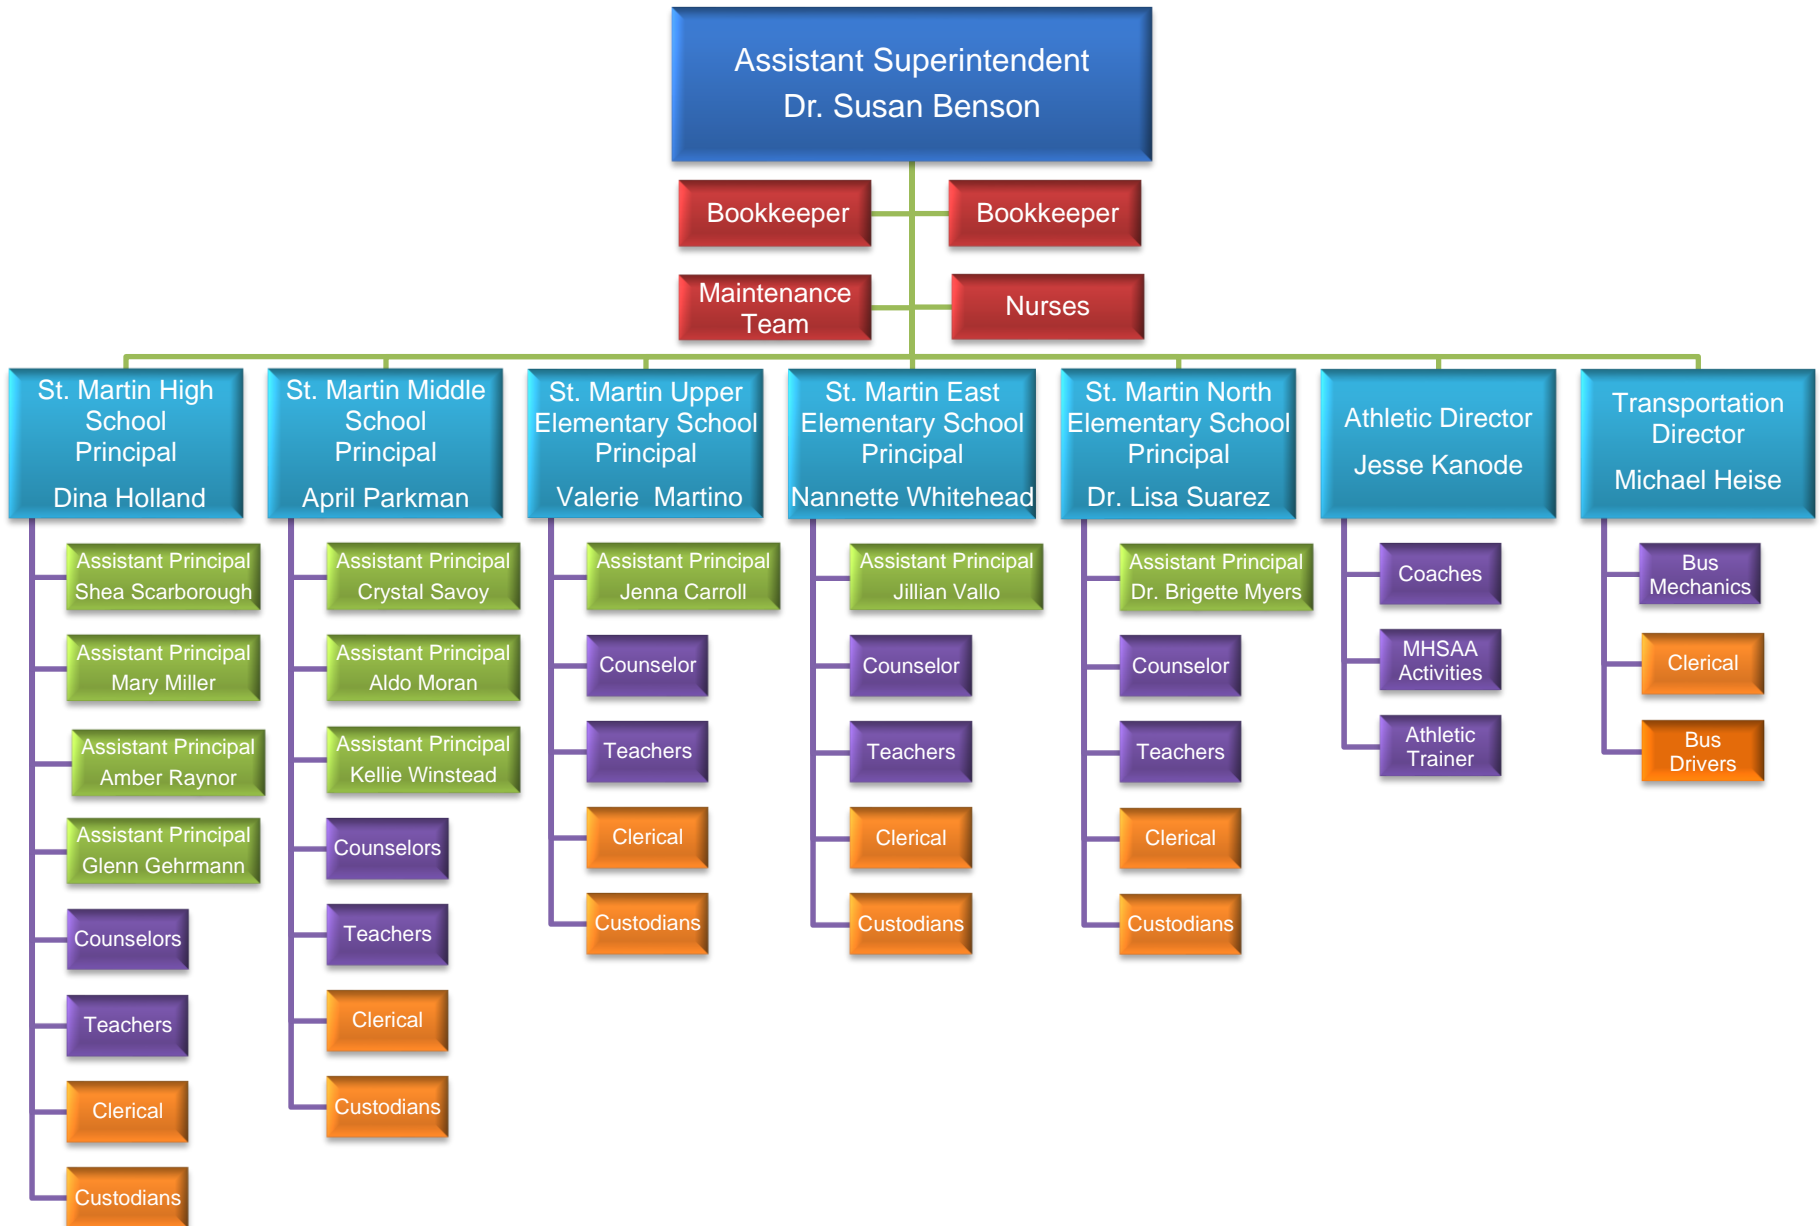 Assistant Superintendent
Dr. Susan Benson
Bookkeeper
Bookkeeper
Maintenance
Team
Nurses
St. Martin High
School
Principal
Dina Holland
Assistant Principal
Shea Scarborough
Assistant Principal
Mary Miller
Assistant Principal
Amber Raynor
Assistant Principal
Glenn Gehrmann
Counselors
Teachers
Clerical
Custodians
St. Martin Middle
School
Principal
April Parkman
Assistant Principal
Crystal Savoy
Assistant Principal
Aldo Moran
Assistant Principal
Kellie Winstead
Counselors
Teachers
Clerical
Custodians
St. Martin Upper
Elementary School
Principal
Valerie  Martino
Assistant Principal
Jenna Carroll
Counselor
Teachers
Clerical
Custodians
St. Martin East
Elementary School
Principal
Nannette Whitehead
Assistant Principal
Jillian Vallo
Counselor
Teachers
Clerical
Custodians
St. Martin North
Elementary School
Principal
Dr. Lisa Suarez
Assistant Principal
Dr. Brigette Myers
Counselor
Teachers
Clerical
Custodians
Athletic Director
Jesse Kanode
Coaches
MHSAA
Activities
Athletic
Trainer
Transportation
Director
Michael Heise
Bus
Mechanics
Clerical
Bus
Drivers